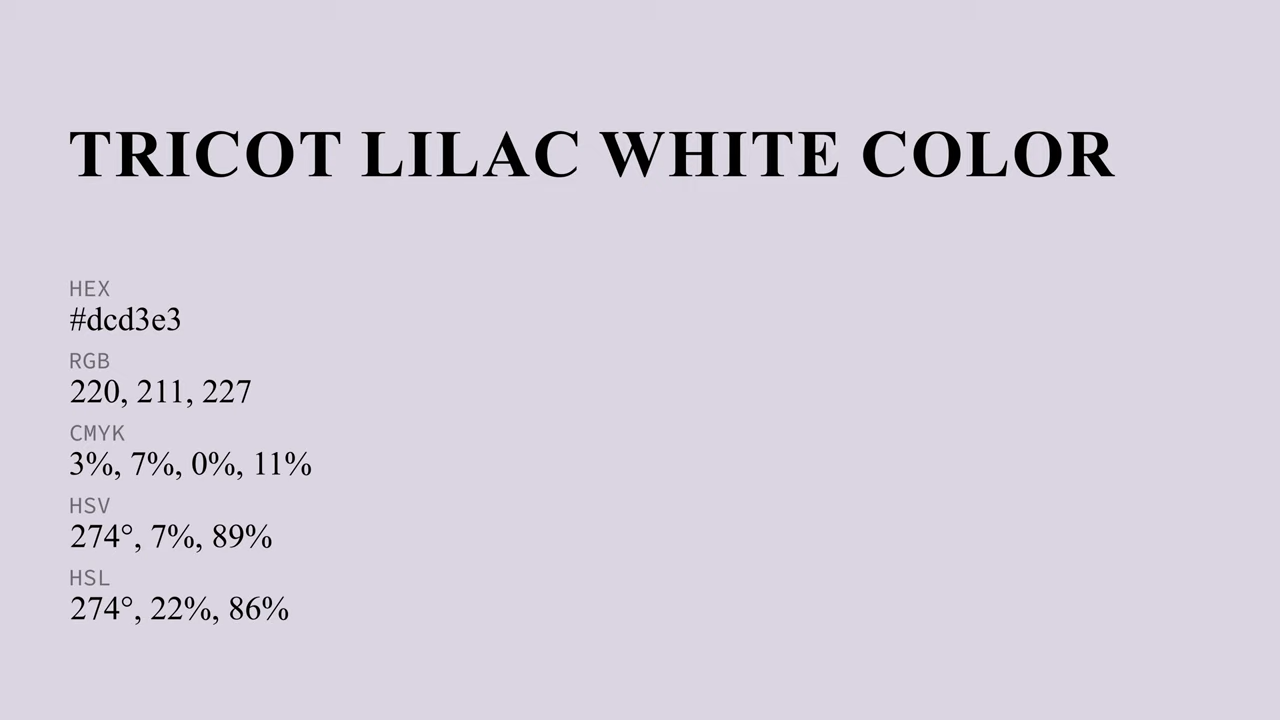 TRICOT LILAC WHITE COLOR
HEX
#dcd3e3
RGB
220, 211, 227
CMYK
3%, 7%, 0%, 11%
HSV
274°, 7%, 89%
HSL
274°, 22%, 86%